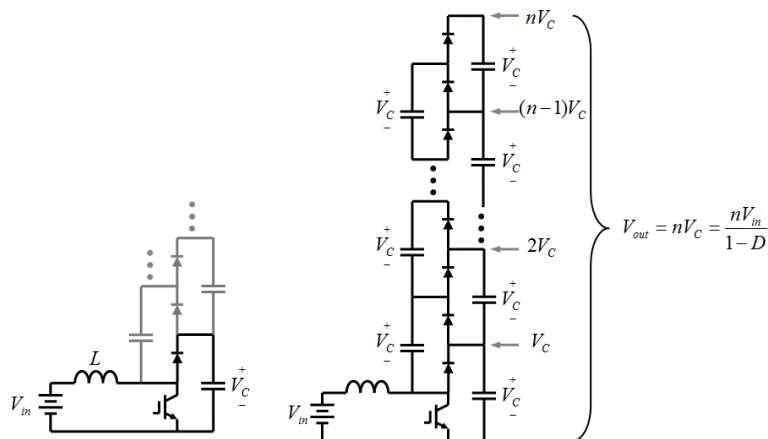 L
V_in
+
V_C
−
nV_C
+
V_C
−
+
V_C
−
(n−1)V_C
+
V_C
−
+
V_C
−
2V_C
+
V_C
−
+
V_C
−
V_C
+
V_C
−
V_in
V_out = nV_C = nV_in / 1−D